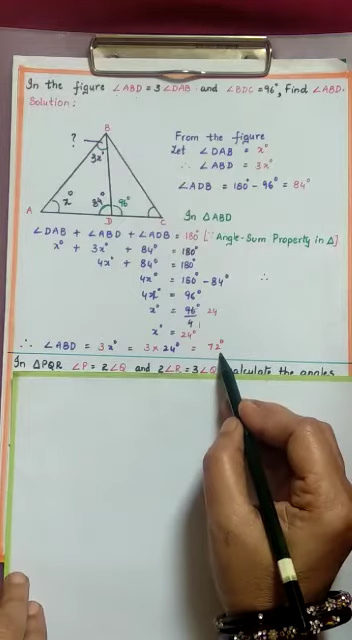 In the figure ∠ABD = 3∠DAB and ∠BDC = 96°, Find ∠ABD.
Solution:
B
?
3x°
x°
84°
96°
A
D
C
From the figure
Let ∠DAB = x°
∴ ∠ABD = 3x°
∠ADB = 180° - 96° = 84°
In △ABD
∠DAB + ∠ABD + ∠ADB = 180° [∵ Angle-Sum Property in △]
x° + 3x° + 84° = 180°
4x° + 84° = 180°
4x° = 180° - 84° ∴
4x° = 96°
x° = 96° 24
4 1
x° = 24°
∴ ∠ABD = 3x° = 3 × 24° = 72°
In △PQR ∠P = 2∠Q and 2∠R = 3∠Q calculate the angles